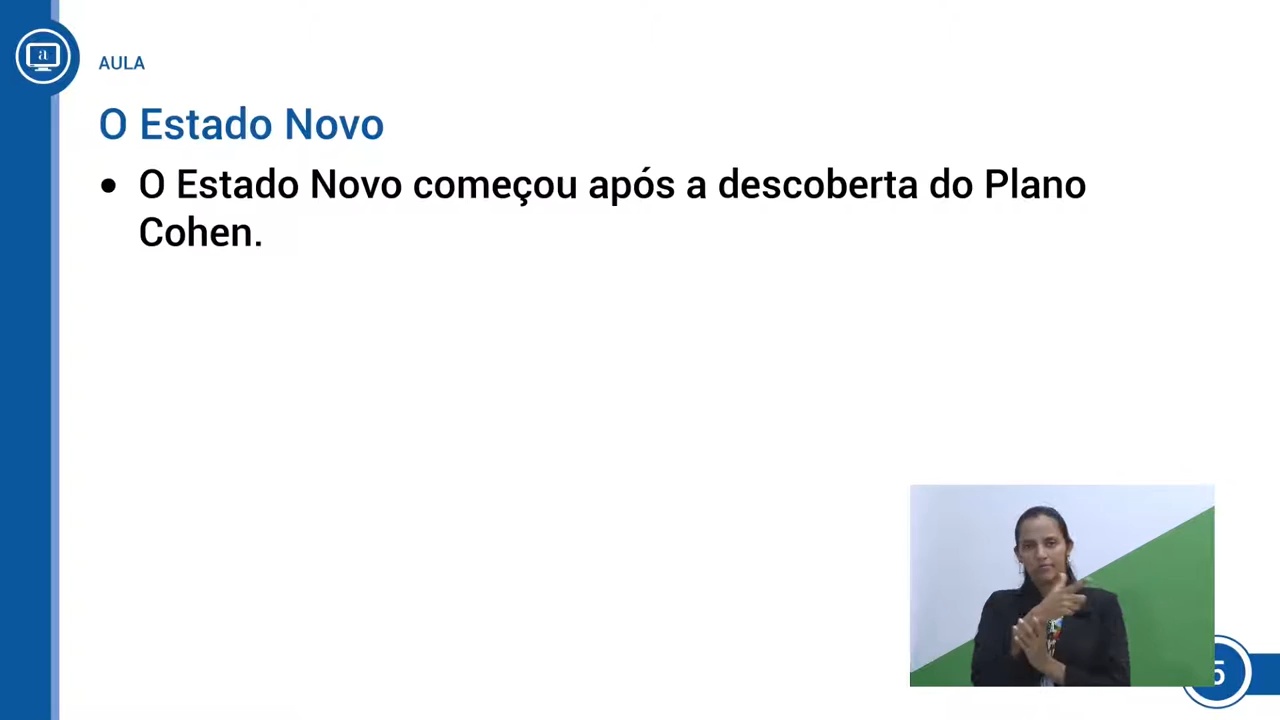 a
AULA
O Estado Novo
• O Estado Novo começou após a descoberta do Plano
Cohen.